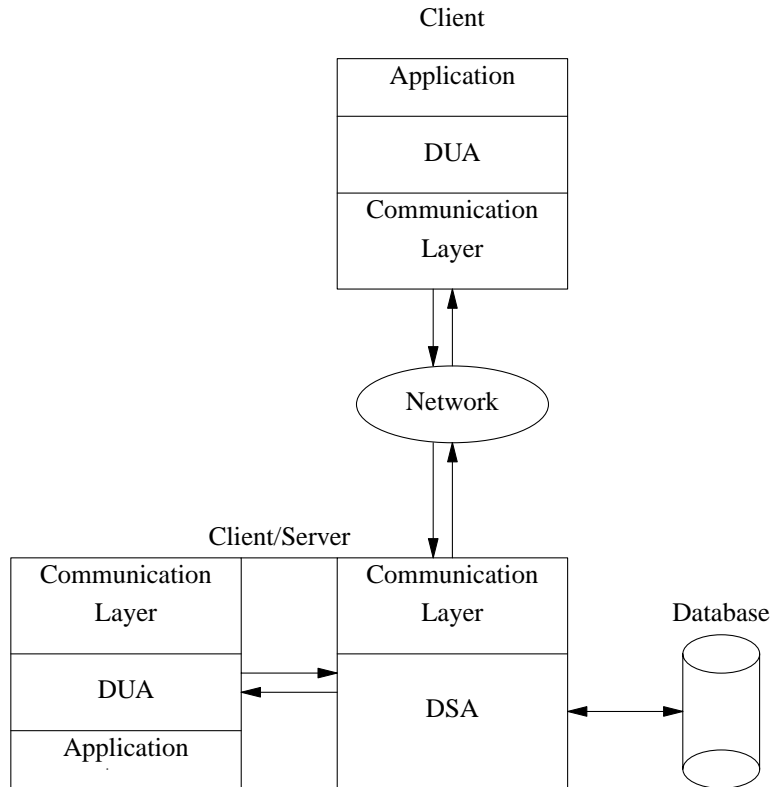 Client
Application
DUA
Communication
Layer
Network
Client/Server
Communication
Layer
DUA
Application
Communication
Layer
DSA
Database